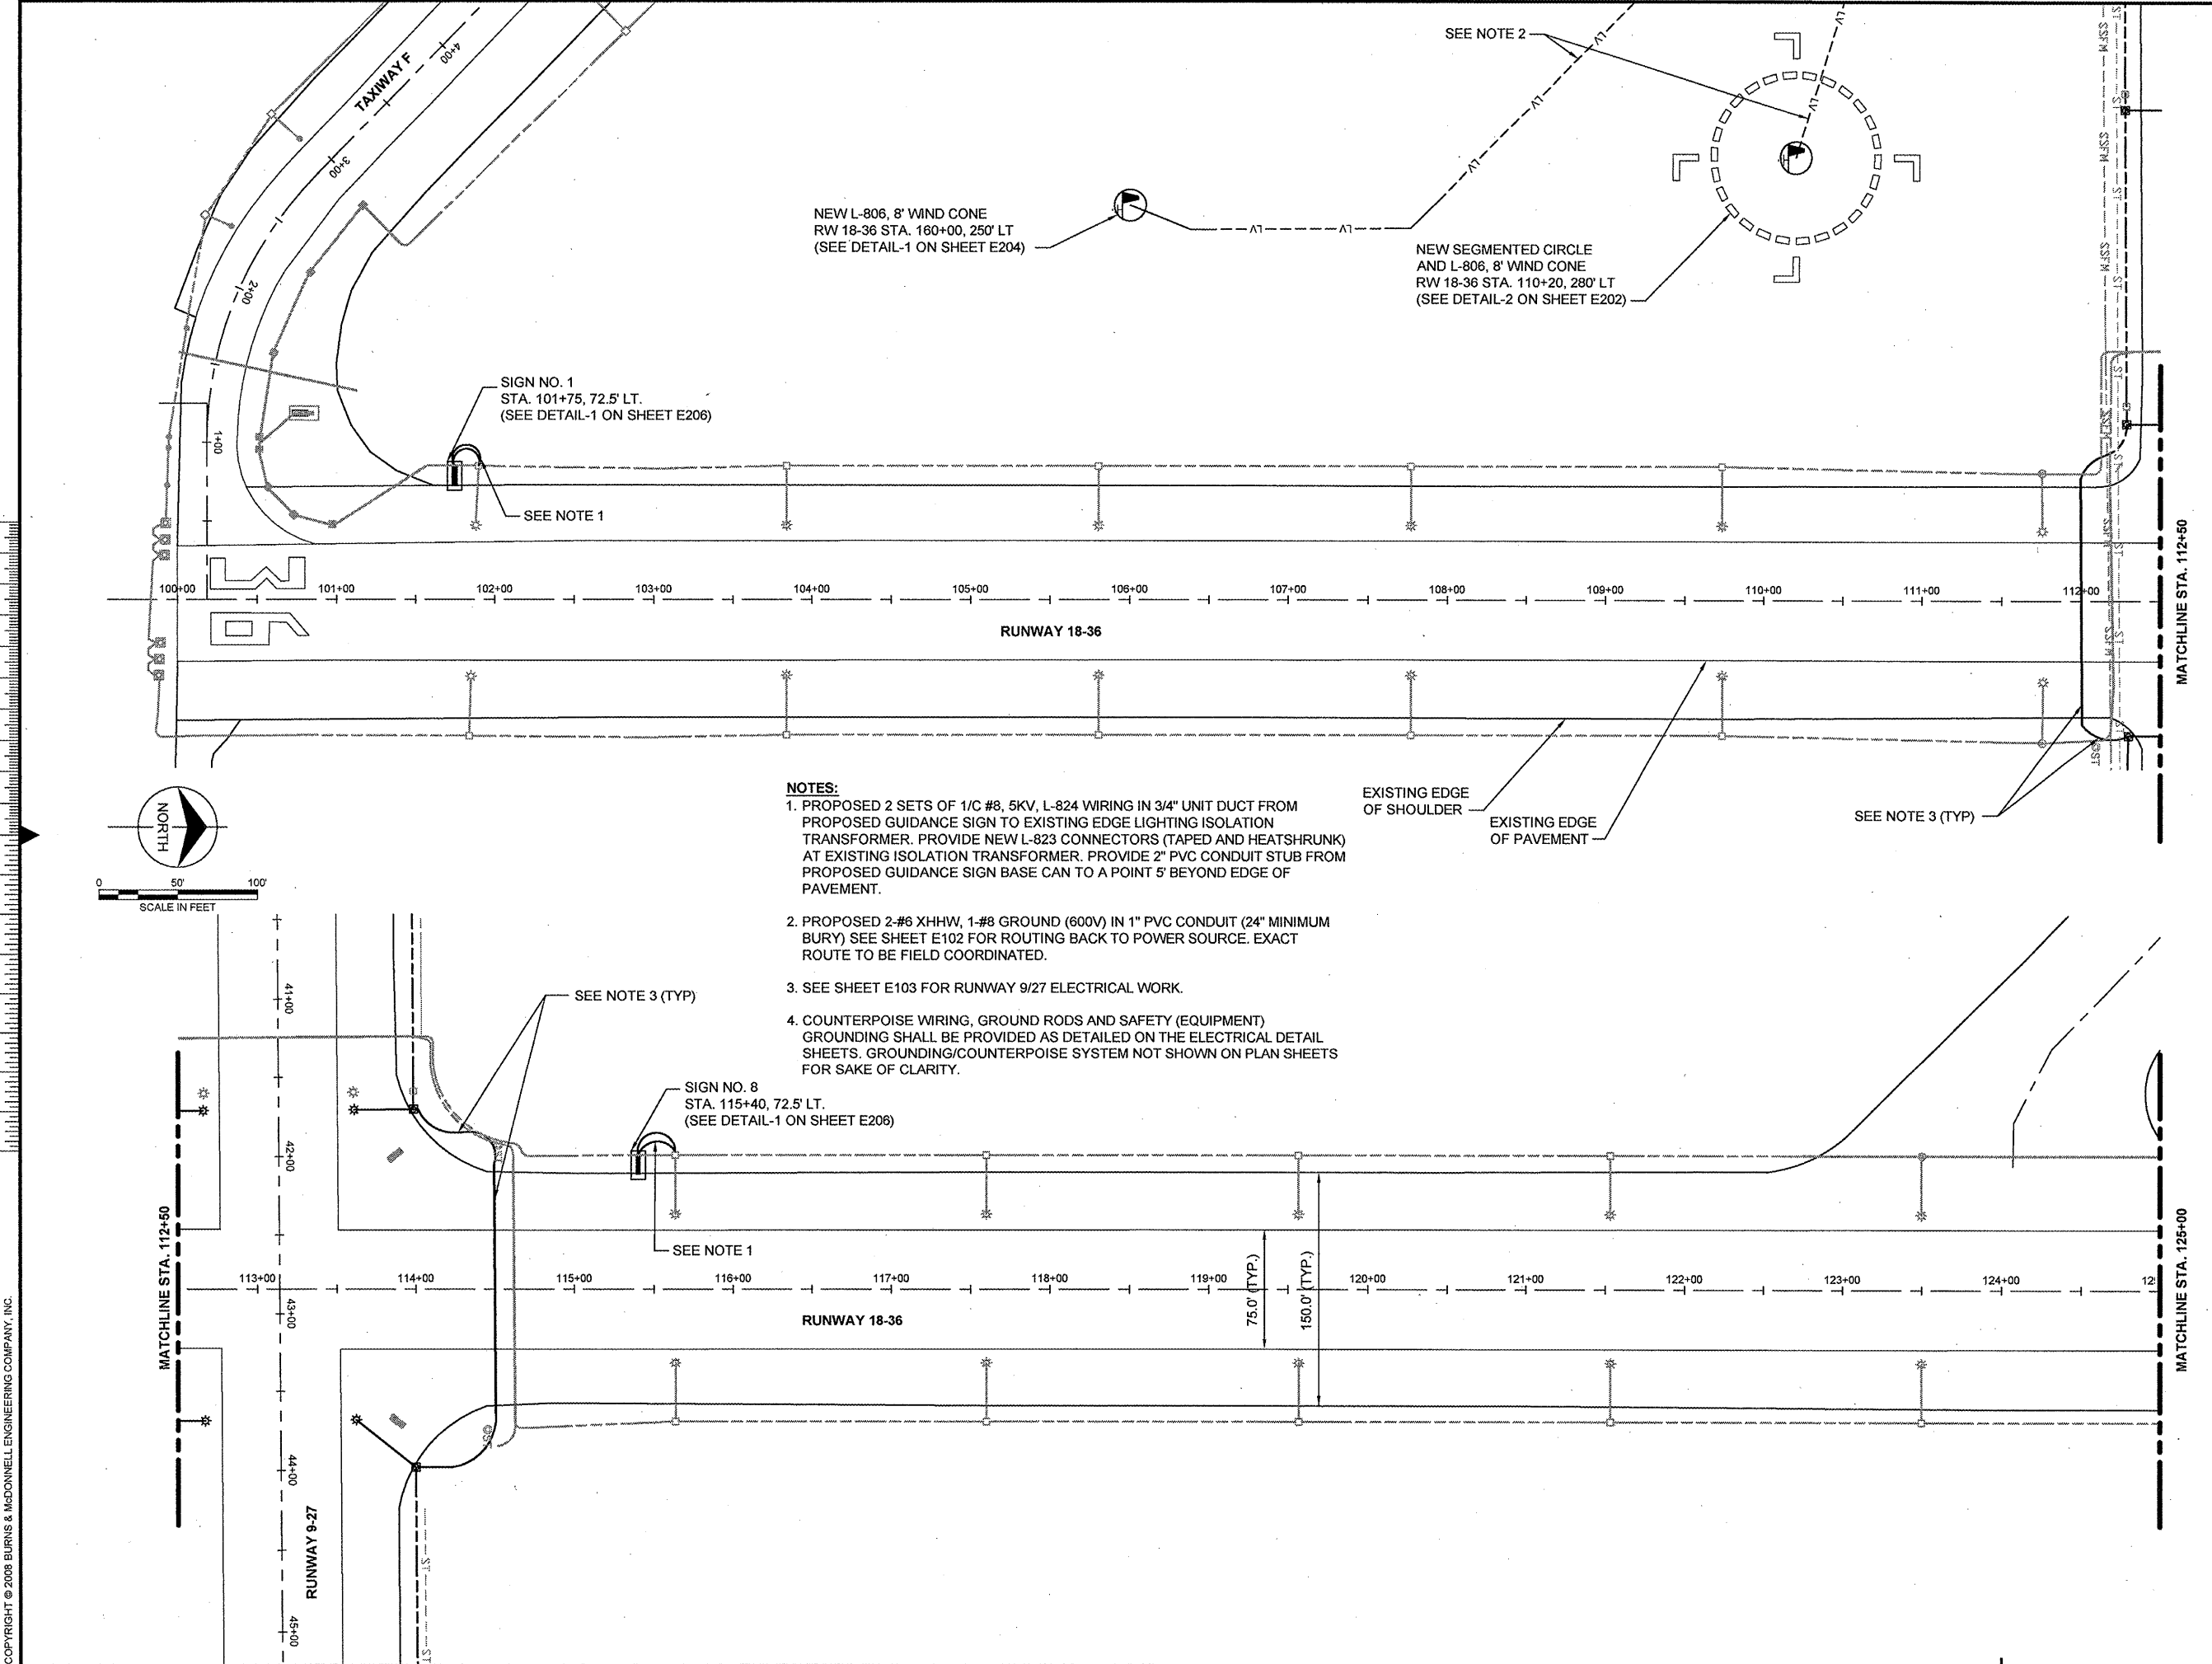 SEE NOTE 2
LV
LV
SSFM
ST
ST
TAXIWAY F
4+00
3+00
2+00
1+00
LV
LV
LV
LV
LV
NEW L-806, 8' WIND CONE
RW 18-36 STA. 160+00, 250' LT
(SEE DETAIL-1 ON SHEET E204)
NEW SEGMENTED CIRCLE
AND L-806, 8' WIND CONE
RW 18-36 STA. 110+20, 280' LT
(SEE DETAIL-2 ON SHEET E202)
SSFM
SSFM
ST
ST
SIGN NO. 1
STA. 101+75, 72.5' LT.
(SEE DETAIL-1 ON SHEET E206)
SEE NOTE 1
MATCHLINE STA. 112+50
36
100+00
101+00
102+00
103+00
104+00
105+00
106+00
107+00
108+00
109+00
110+00
111+00
112+00
RUNWAY 18-36
EXISTING EDGE
OF SHOULDER
EXISTING EDGE
OF PAVEMENT
SEE NOTE 3 (TYP)
NORTH
0 50' 100'
SCALE IN FEET
NOTES:
1. PROPOSED 2 SETS OF 1/C #8, 5KV, L-824 WIRING IN 3/4" UNIT DUCT FROM
PROPOSED GUIDANCE SIGN TO EXISTING EDGE LIGHTING ISOLATION
TRANSFORMER. PROVIDE NEW L-823 CONNECTORS (TAPED AND HEATSHRUNK)
AT EXISTING ISOLATION TRANSFORMER. PROVIDE 2" PVC CONDUIT STUB FROM
PROPOSED GUIDANCE SIGN BASE CAN TO A POINT 5' BEYOND EDGE OF
PAVEMENT.
2. PROPOSED 2-#6 XHHW, 1-#8 GROUND (600V) IN 1" PVC CONDUIT (24" MINIMUM
BURY) SEE SHEET E102 FOR ROUTING BACK TO POWER SOURCE. EXACT
ROUTE TO BE FIELD COORDINATED.
3. SEE SHEET E103 FOR RUNWAY 9/27 ELECTRICAL WORK.
4. COUNTERPOISE WIRING, GROUND RODS AND SAFETY (EQUIPMENT)
GROUNDING SHALL BE PROVIDED AS DETAILED ON THE ELECTRICAL DETAIL
SHEETS. GROUNDING/COUNTERPOISE SYSTEM NOT SHOWN ON PLAN SHEETS
FOR SAKE OF CLARITY.
SEE NOTE 3 (TYP)
SIGN NO. 8
STA. 115+40, 72.5' LT.
(SEE DETAIL-1 ON SHEET E206)
SEE NOTE 1
41+00
42+00
43+00
44+00
45+00
MATCHLINE STA. 112+50
113+00
114+00
115+00
116+00
117+00
118+00
119+00
120+00
121+00
122+00
123+00
124+00
75.0' (TYP.)
150.0' (TYP.)
RUNWAY 18-36
MATCHLINE STA. 125+00
RUNWAY 9-27
ST
ST
COPYRIGHT © 2008 BURNS & McDONNELL ENGINEERING COMPANY, INC.